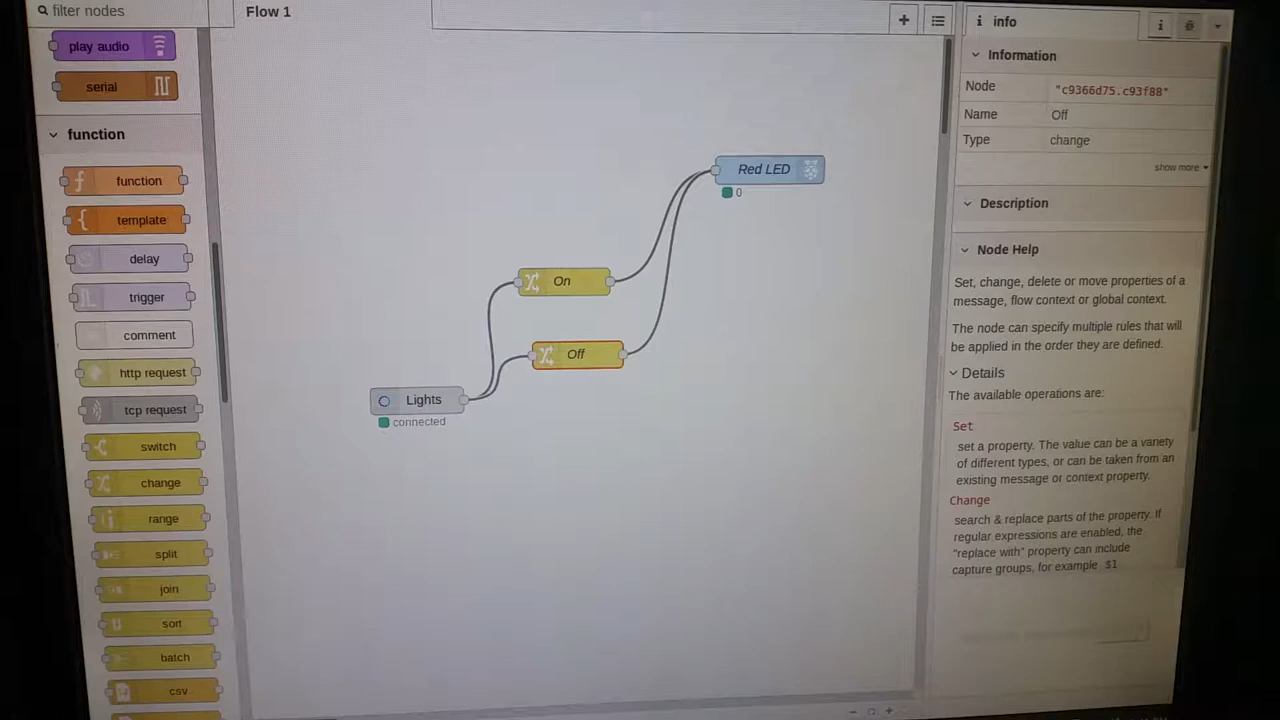 filter nodes
play audio
serial
function
function
template
delay
trigger
comment
http request
tcp request
switch
change
range
split
join
sort
batch
csv
Flow 1
Red LED
0
On
Off
Lights
connected
i info
i
Information
Node "c9366d75.c93f88"
Name Off
Type change
show more
Description
Node Help
Set, change, delete or move properties of a
message, flow context or global context.
The node can specify multiple rules that will
be applied in the order they are defined.
Details
The available operations are:
Set
set a property. The value can be a variety
of different types, or can be taken from an
existing message or context property.
Change
search & replace parts of the property. If
regular expressions are enabled, the
"replace with" property can include
capture groups, for example $1